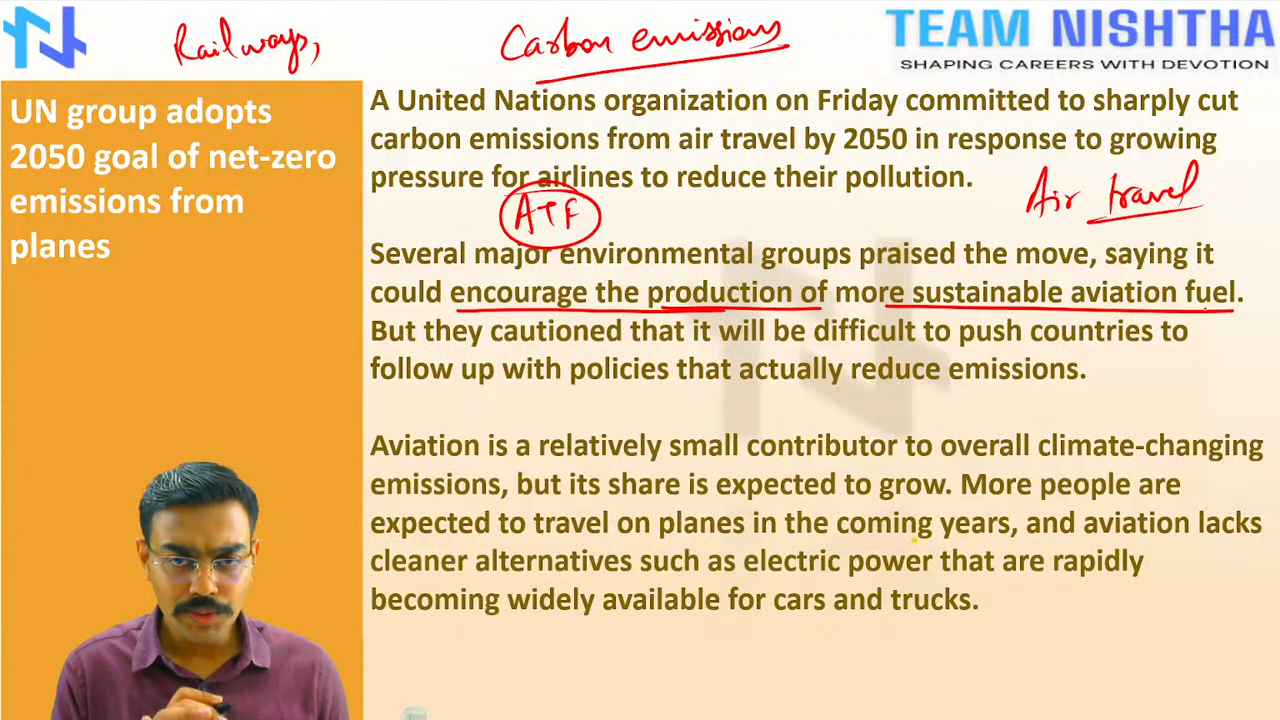 Railways,
Carbon emissions
TEAM NISHTHA
SHAPING CAREERS WITH DEVOTION
UN group adopts
2050 goal of net-zero
emissions from
planes
A United Nations organization on Friday committed to sharply cut
carbon emissions from air travel by 2050 in response to growing
pressure for airlines to reduce their pollution.
Air travel
ATF
Several major environmental groups praised the move, saying it
could encourage the production of more sustainable aviation fuel.
But they cautioned that it will be difficult to push countries to
follow up with policies that actually reduce emissions.
Aviation is a relatively small contributor to overall climate-changing
emissions, but its share is expected to grow. More people are
expected to travel on planes in the coming years, and aviation lacks
cleaner alternatives such as electric power that are rapidly
becoming widely available for cars and trucks.